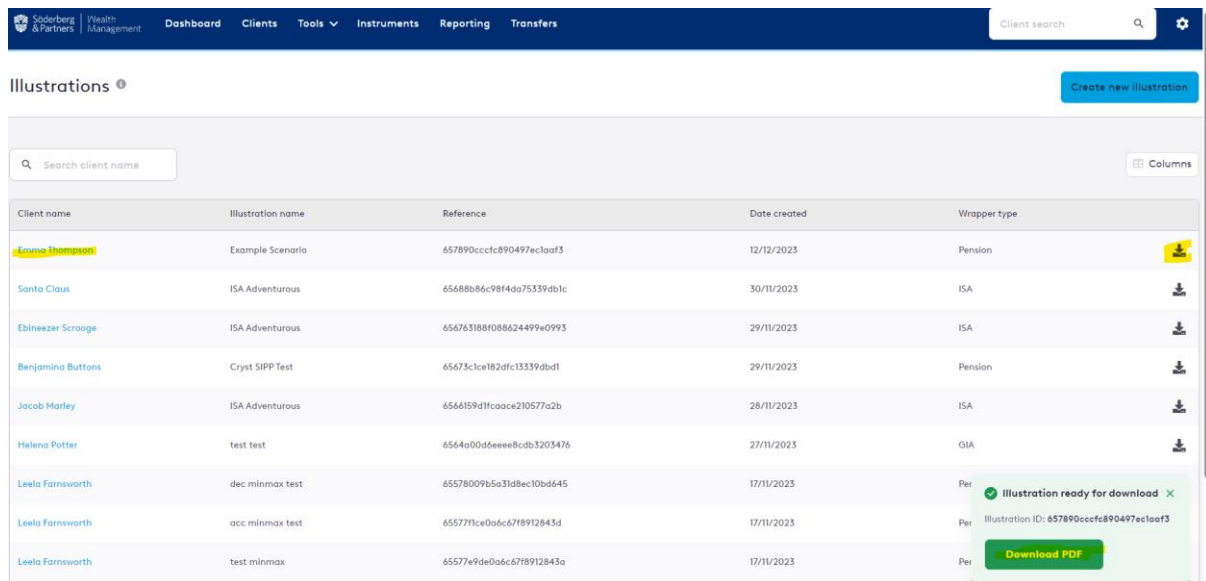 Söderberg & Partners | Wealth Management Dashboard Clients Tools Instruments Reporting Transfers Client search
Illustrations
Create new illustration
Search client name
Columns
Client name Illustration name Reference Date created Wrapper type
Emma Thompson Example Scenario 657890cccfc890497ec1aaf3 12/12/2023 Pension
Santa Claus ISA Adventurous 65688b86c98f4da75339db1c 30/11/2023 ISA
Ebineezer Scrooge ISA Adventurous 656763188f088624499e0993 29/11/2023 ISA
Benjamina Buttons Cryst SIPP Test 65673c1ce182dfc13339dbd1 29/11/2023 Pension
Jacob Marley ISA Adventurous 6566159d1fcaace210577a2b 28/11/2023 ISA
Helena Potter test test 6564a00d6eeee8cdb3203476 27/11/2023 GIA
Leela Farnsworth dec minmax test 65578009b5a31d8ec10bd645 17/11/2023 Per
Leela Farnsworth acc minmax test 65577f1ce0a6c67f8912843d 17/11/2023 Per
Leela Farnsworth test minmax 65577e9de0a6c67f8912843a 17/11/2023 Per
Illustration ready for download
Illustration ID: 657890cccfc890497ec1aaf3
Download PDF